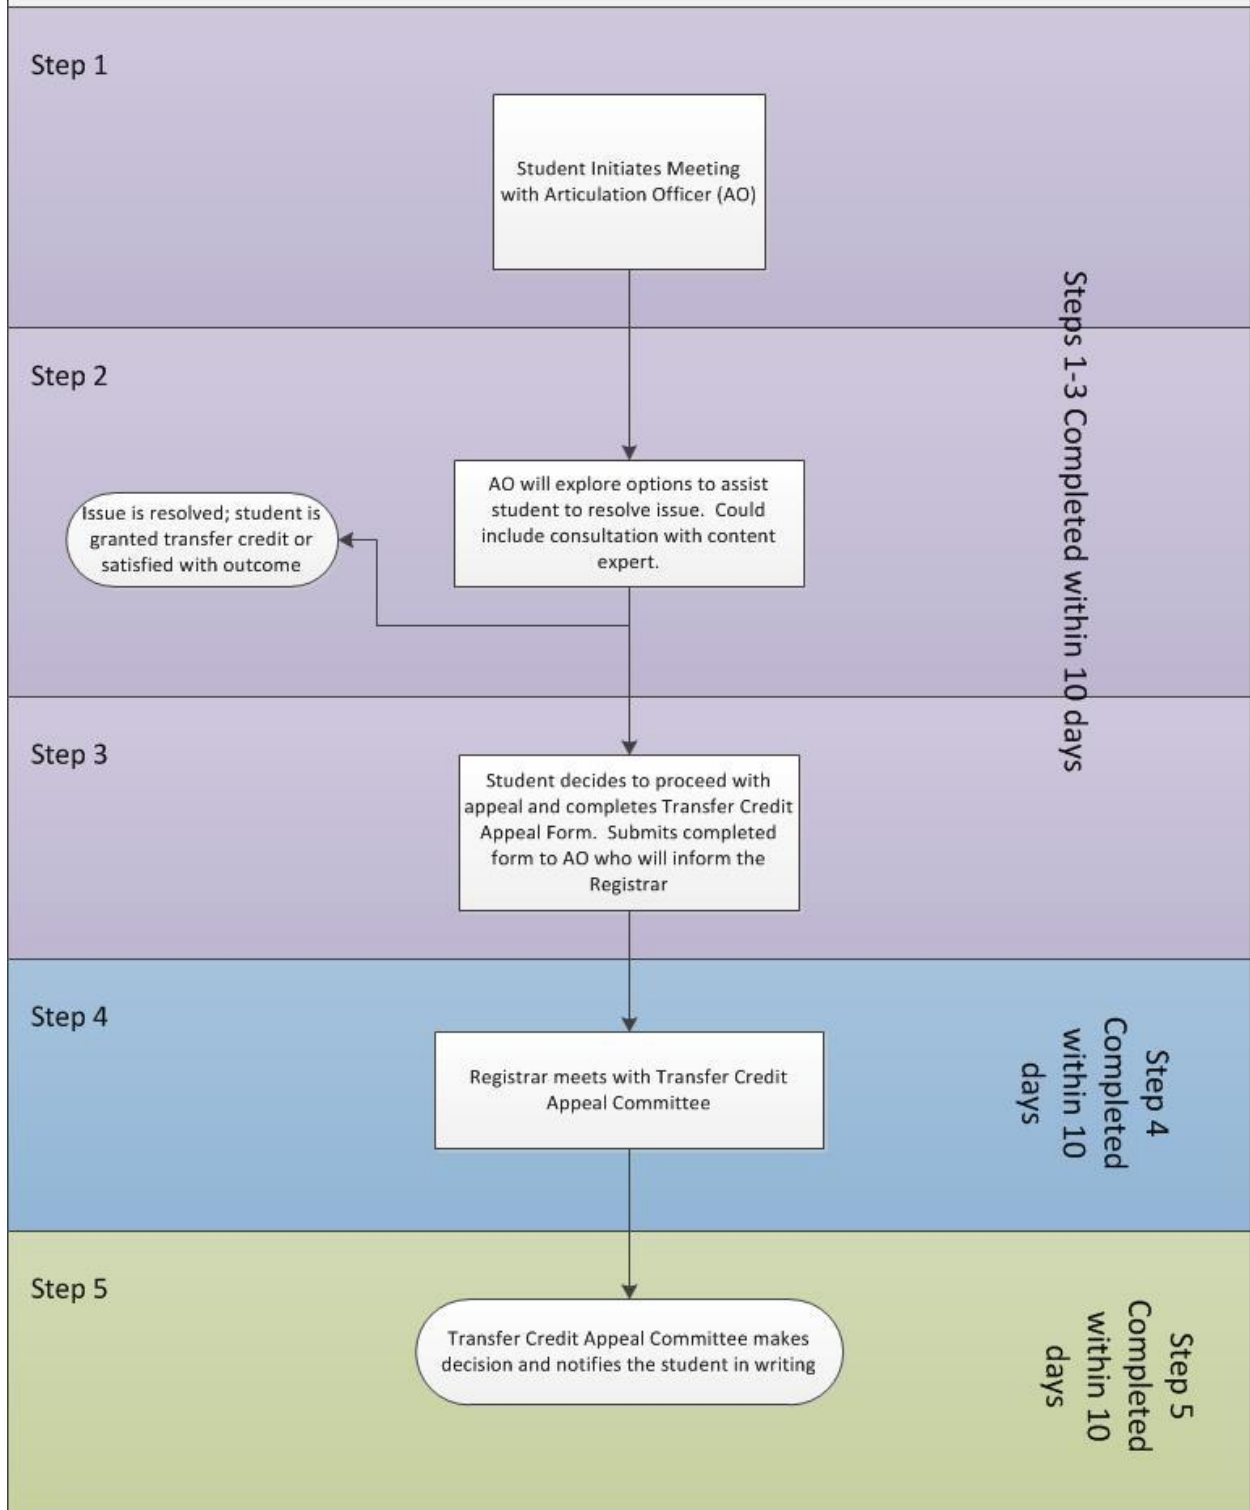 Step 1
Student Initiates Meeting
with Articulation Officer (AO)
Steps 1-3 Completed within 10 days
Step 2
AO will explore options to assist
student to resolve issue.  Could
include consultation with content
expert.
Issue is resolved; student is
granted transfer credit or
satisfied with outcome
Step 3
Student decides to proceed with
appeal and completes Transfer Credit
Appeal Form.  Submits completed
form to AO who will inform the
Registrar
Step 4
Registrar meets with Transfer Credit
Appeal Committee
Step 4
Completed
within 10
days
Step 5
Transfer Credit Appeal Committee makes
decision and notifies the student in writing
Step 5
Completed
within 10
days